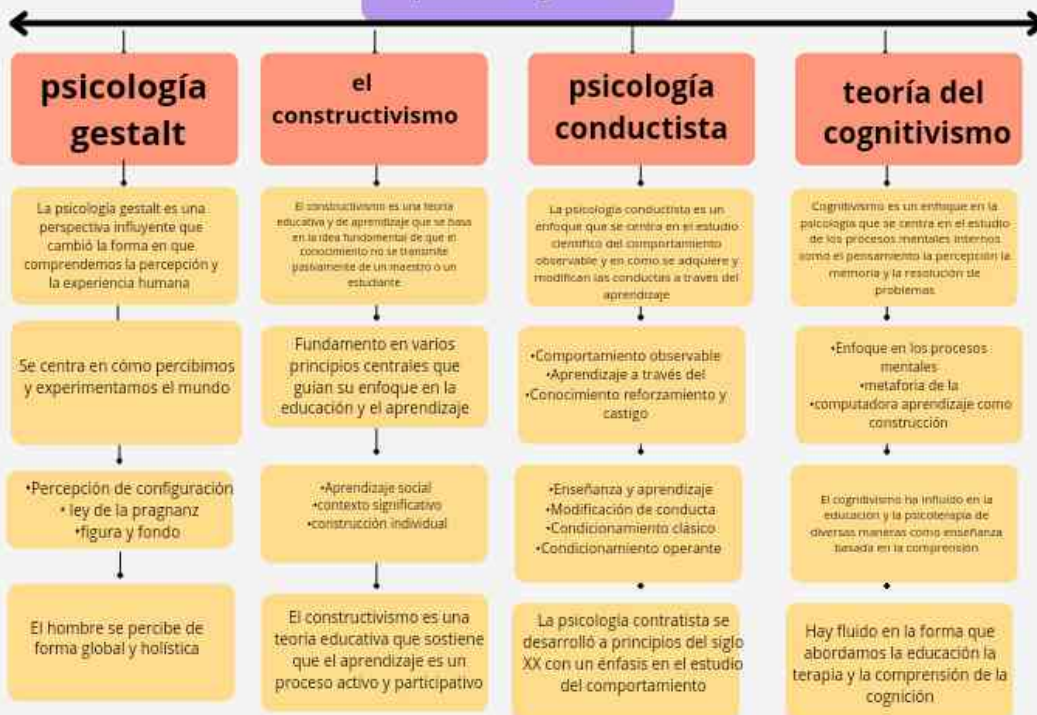 psicología
gestalt
La psicología gestalt es una
perspectiva influyente que
cambió la forma en que
comprendemos la percepción y
la experiencia humana
Se centra en cómo percibimos
y experimentamos el mundo
•Percepción de configuración
• ley de la pragnanz
•figura y fondo
El hombre se percibe de
forma global y holística
el
constructivismo
El constructivismo es una teoría
educativa y de aprendizaje que se basa
en la idea fundamental de que el
conocimiento no se transmite
pasivamente de un maestro o un
estudiante
Fundamento en varios
principios centrales que
guían su enfoque en la
educación y el aprendizaje
•Aprendizaje social
•contexto significativo
•construcción individual
El constructivismo es una
teoría educativa que sostiene
que el aprendizaje es un
proceso activo y participativo
psicología
conductista
La psicología conductista es un
enfoque que se centra en el estudio
científico del comportamiento
observable y en cómo se adquiere y
modifican las conductas a través del
aprendizaje
•Comportamiento observable
•Aprendizaje a través del
•Conocimiento reforzamiento y
castigo
•Enseñanza y aprendizaje
•Modificación de conducta
•Condicionamiento clásico
•Condicionamiento operante
La psicología contratista se
desarrolló a principios del siglo
XX con un énfasis en el estudio
del comportamiento
teoría del
cognitivismo
Cognitivismo es un enfoque en la
psicología que se centra en el estudio
de los procesos mentales internos
como el pensamiento la percepción la
memoria y la resolución de
problemas
•Enfoque en los procesos
mentales
•metaforia de la
•computadora aprendizaje como
construcción
El cognitivismo ha influido en la
educación y la psicoterapia de
diversas maneras como enseñanza
basada en la comprensión
Hay fluido en la forma que
abordamos la educación la
terapia y la comprensión de la
cognición